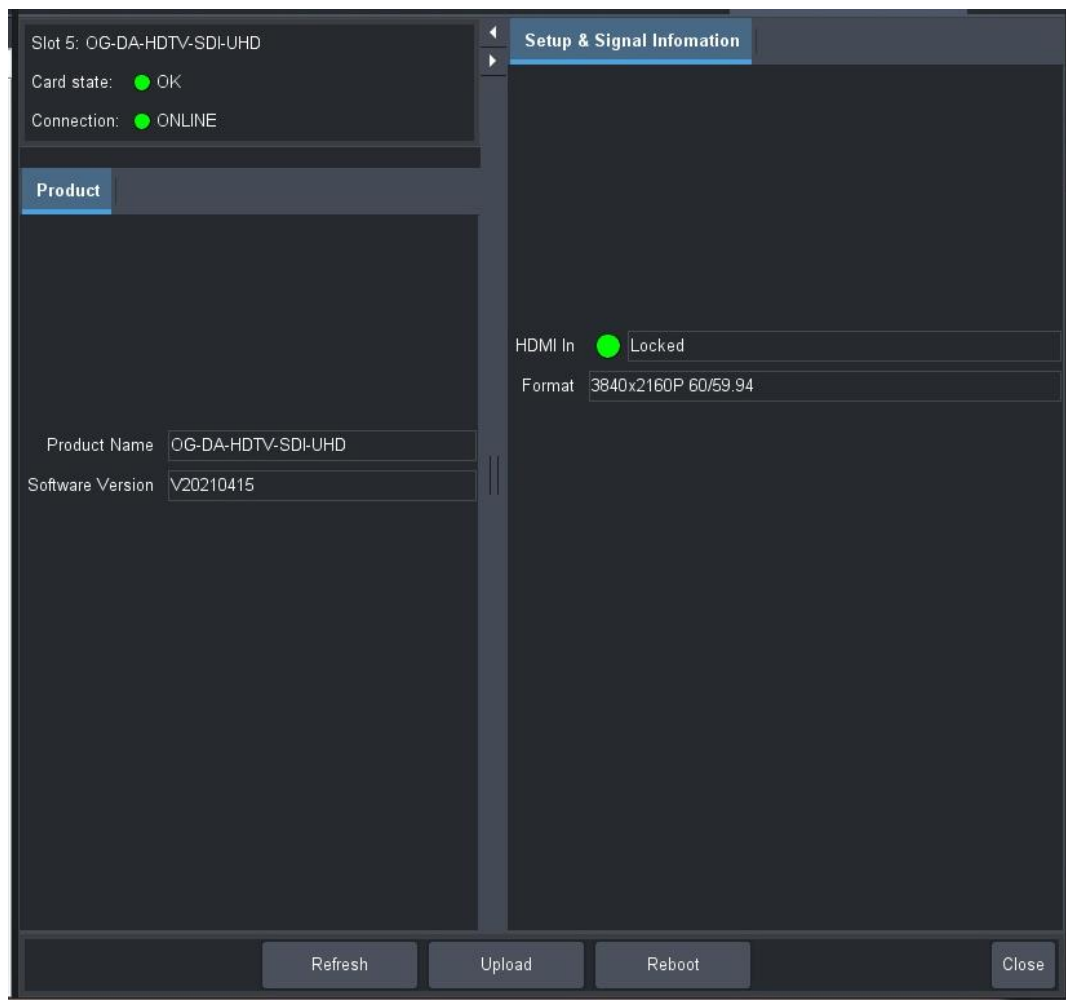 Slot 5: OG-DA-HDTV-SDI-UHD
Card state: OK
Connection: ONLINE
Product
Product Name OG-DA-HDTV-SDI-UHD
Software Version V20210415
Setup & Signal Infomation
HDMI In Locked
Format 3840x2160P 60/59.94
Refresh Upload Reboot Close